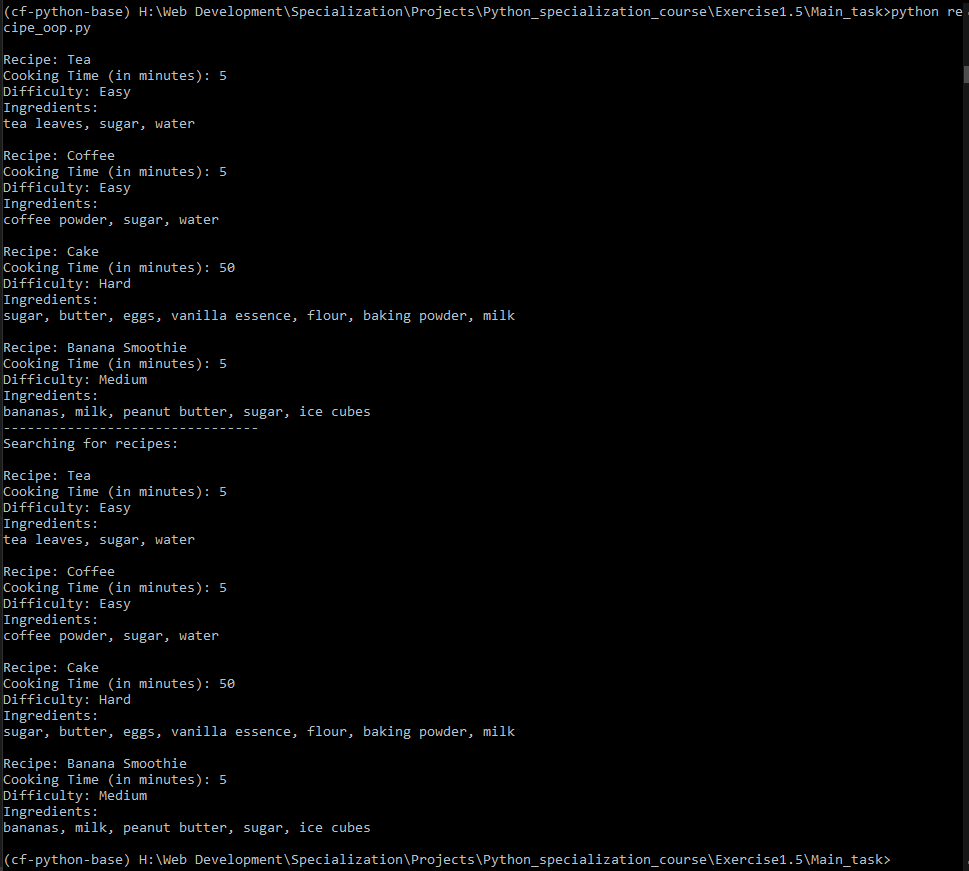 (cf-python-base) H:\Web Development\Specialization\Projects\Python_specialization_course\Exercise1.5\Main_task>python re
cipe_oop.py
Recipe: Tea
Cooking Time (in minutes): 5
Difficulty: Easy
Ingredients:
tea leaves, sugar, water
Recipe: Coffee
Cooking Time (in minutes): 5
Difficulty: Easy
Ingredients:
coffee powder, sugar, water
Recipe: Cake
Cooking Time (in minutes): 50
Difficulty: Hard
Ingredients:
sugar, butter, eggs, vanilla essence, flour, baking powder, milk
Recipe: Banana Smoothie
Cooking Time (in minutes): 5
Difficulty: Medium
Ingredients:
bananas, milk, peanut butter, sugar, ice cubes
--------------------------------
Searching for recipes:
Recipe: Tea
Cooking Time (in minutes): 5
Difficulty: Easy
Ingredients:
tea leaves, sugar, water
Recipe: Coffee
Cooking Time (in minutes): 5
Difficulty: Easy
Ingredients:
coffee powder, sugar, water
Recipe: Cake
Cooking Time (in minutes): 50
Difficulty: Hard
Ingredients:
sugar, butter, eggs, vanilla essence, flour, baking powder, milk
Recipe: Banana Smoothie
Cooking Time (in minutes): 5
Difficulty: Medium
Ingredients:
bananas, milk, peanut butter, sugar, ice cubes
(cf-python-base) H:\Web Development\Specialization\Projects\Python_specialization_course\Exercise1.5\Main_task>